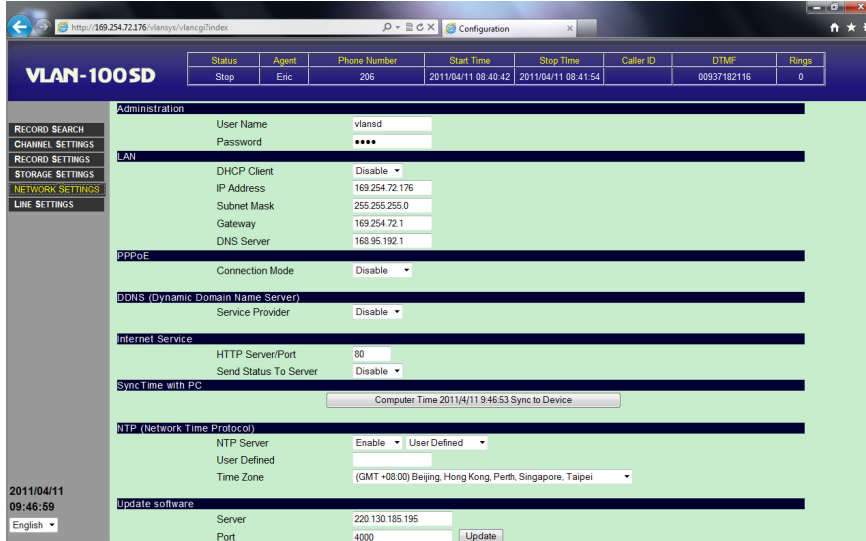 http://169.254.72.176/vlansys/vlancgi?index
Configuration
VLAN-100SD
Status Agent Phone Number Start Time Stop TIme Caller ID DTMF Rings
Stop Eric 206 2011/04/11 08:40:42 2011/04/11 08:41:54 00937182116 0
RECORD SEARCH
CHANNEL SETTINGS
RECORD SETTINGS
STORAGE SETTINGS
NETWORK SETTINGS
LINE SETTINGS
Administration
User Name vlansd
Password ••••
LAN
DHCP Client Disable
IP Address 169.254.72.176
Subnet Mask 255.255.255.0
Gateway 169.254.72.1
DNS Server 168.95.192.1
PPPoE
Connection Mode Disable
DDNS (Dynamic Domain Name Server)
Service Provider Disable
Internet Service
HTTP Server/Port 80
Send Status To Server Disable
SyncTime with PC
Computer Time 2011/4/11 9:46:53 Sync to Device
NTP (Network Time Protocol)
NTP Server Enable User Defined
User Defined
Time Zone (GMT +08:00) Beijing, Hong Kong, Perth, Singapore, Taipei
Update software
Server 220.130.185.195
Port 4000 Update
2011/04/11
09:46:59
English